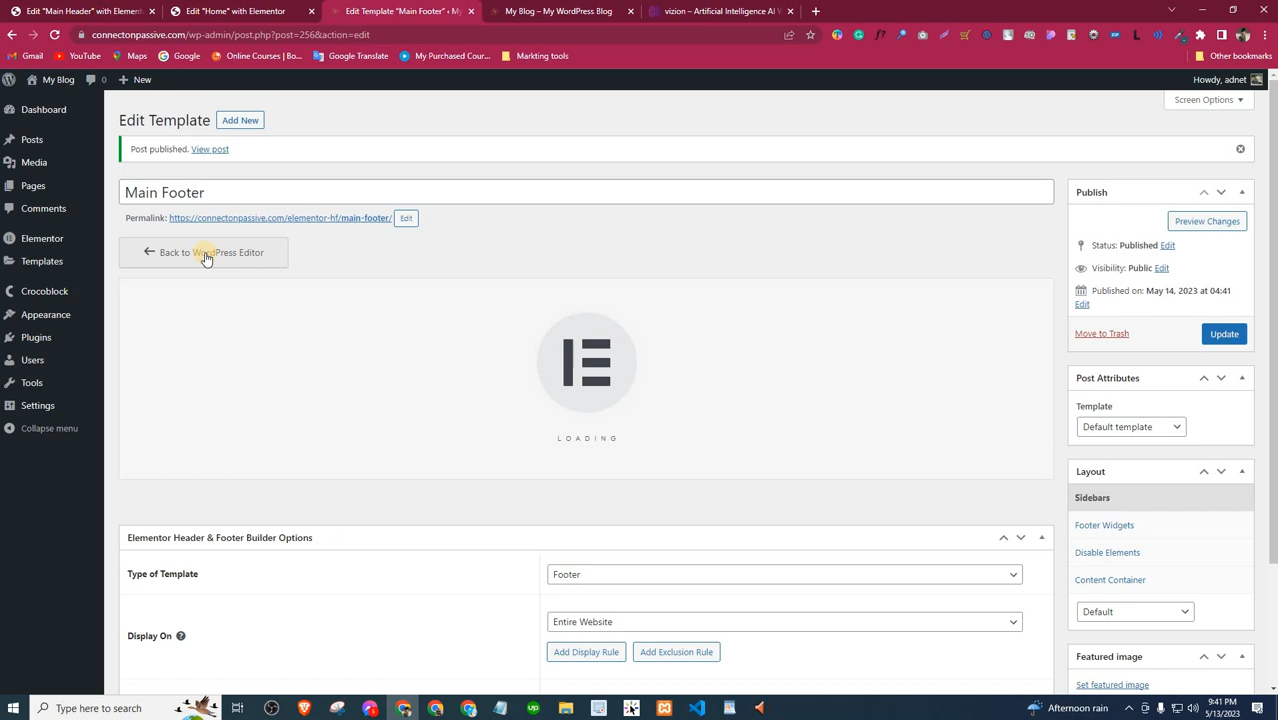 Edit "Main Header" with Elementor
Edit "Home" with Elementor
Edit Template "Main Footer" ‹ My
My Blog – My WordPress Blog
vizion – Artificial Intelligence AI W
connectonpassive.com/wp-admin/post.php?post=256&action=edit
Gmail
YouTube
Maps
Google
Online Courses | Bo...
Google Translate
My Purchased Cour...
Markting tools
Other bookmarks
My Blog
0
New
Howdy, adnet
Screen Options
Dashboard
Posts
Media
Pages
Comments
Elementor
Templates
Crocoblock
Appearance
Plugins
Users
Tools
Settings
Collapse menu
Edit Template
Add New
Post published. View post
Main Footer
Permalink: https://connectonpassive.com/elementor-hf/main-footer/ Edit
Back to WordPress Editor
LOADING
Elementor Header & Footer Builder Options
Type of Template
Footer
Display On
Entire Website
Add Display Rule
Add Exclusion Rule
Publish
Preview Changes
Status: Published Edit
Visibility: Public Edit
Published on: May 14, 2023 at 04:41
Edit
Move to Trash
Update
Post Attributes
Template
Default template
Layout
Sidebars
Footer Widgets
Disable Elements
Content Container
Default
Featured image
Set featured image
Type here to search
Afternoon rain
9:41 PM
5/13/2023